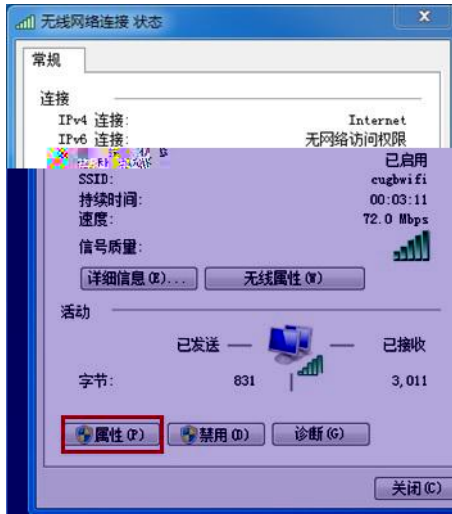 无线网络连接 状态
常规
连接
IPv4 连接: Internet
IPv6 连接: 无网络访问权限
已启用
SSID: cugbwifi
持续时间: 00:03:11
速度: 72.0 Mbps
信号质量:
详细信息(E)... 无线属性(W)
活动
已发送 — — 已接收
字节: 831 | 3,011
属性(P) 禁用(D) 诊断(G)
关闭(C)